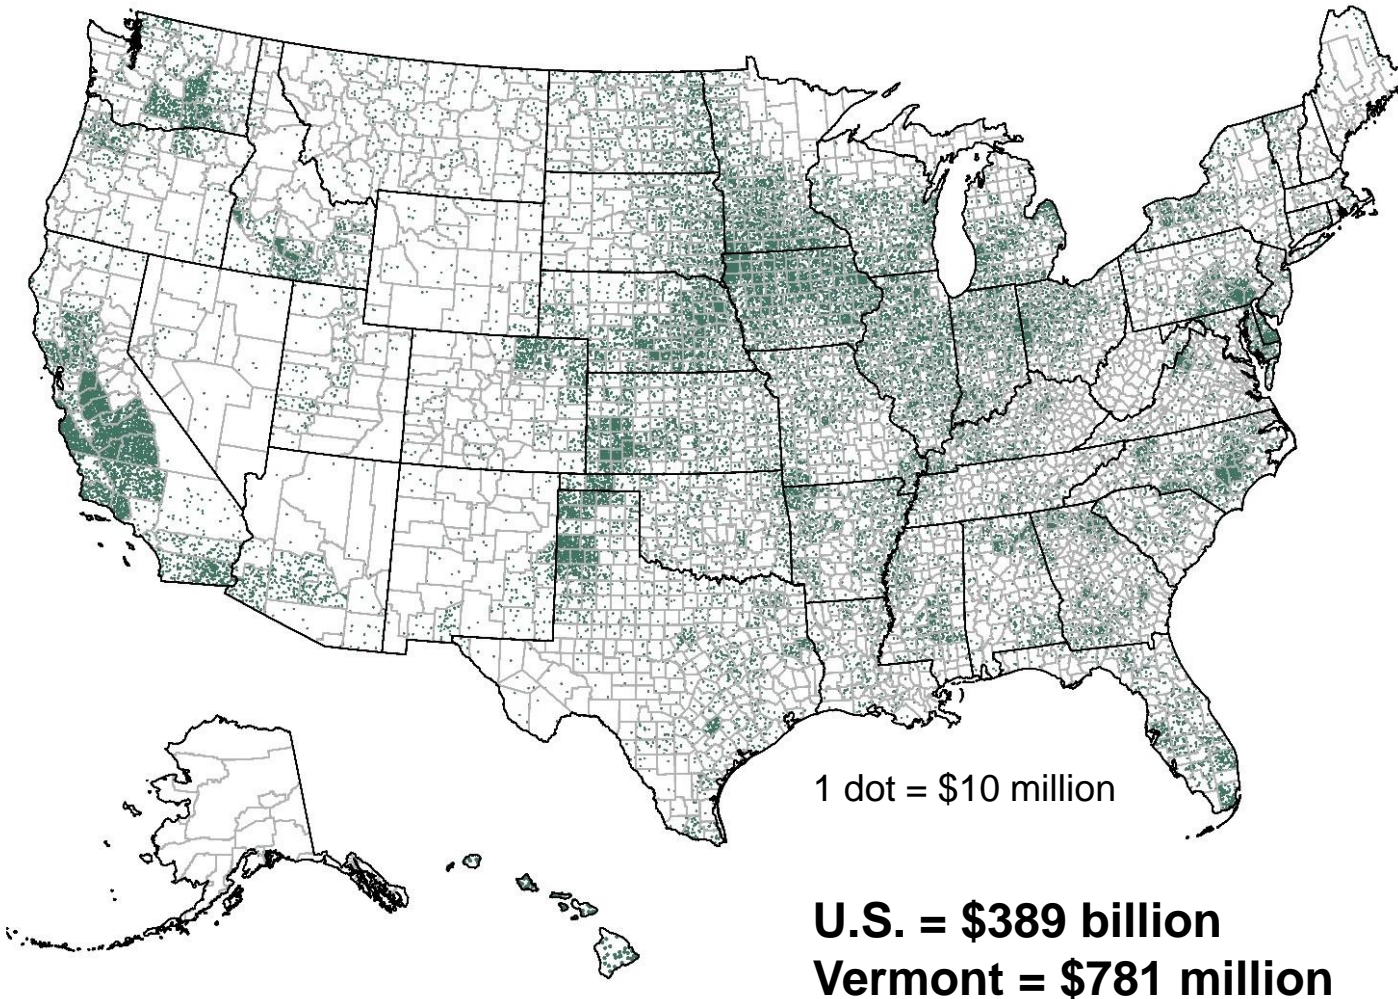 1 dot = $10 million
U.S. = $389 billion
Vermont = $781 million